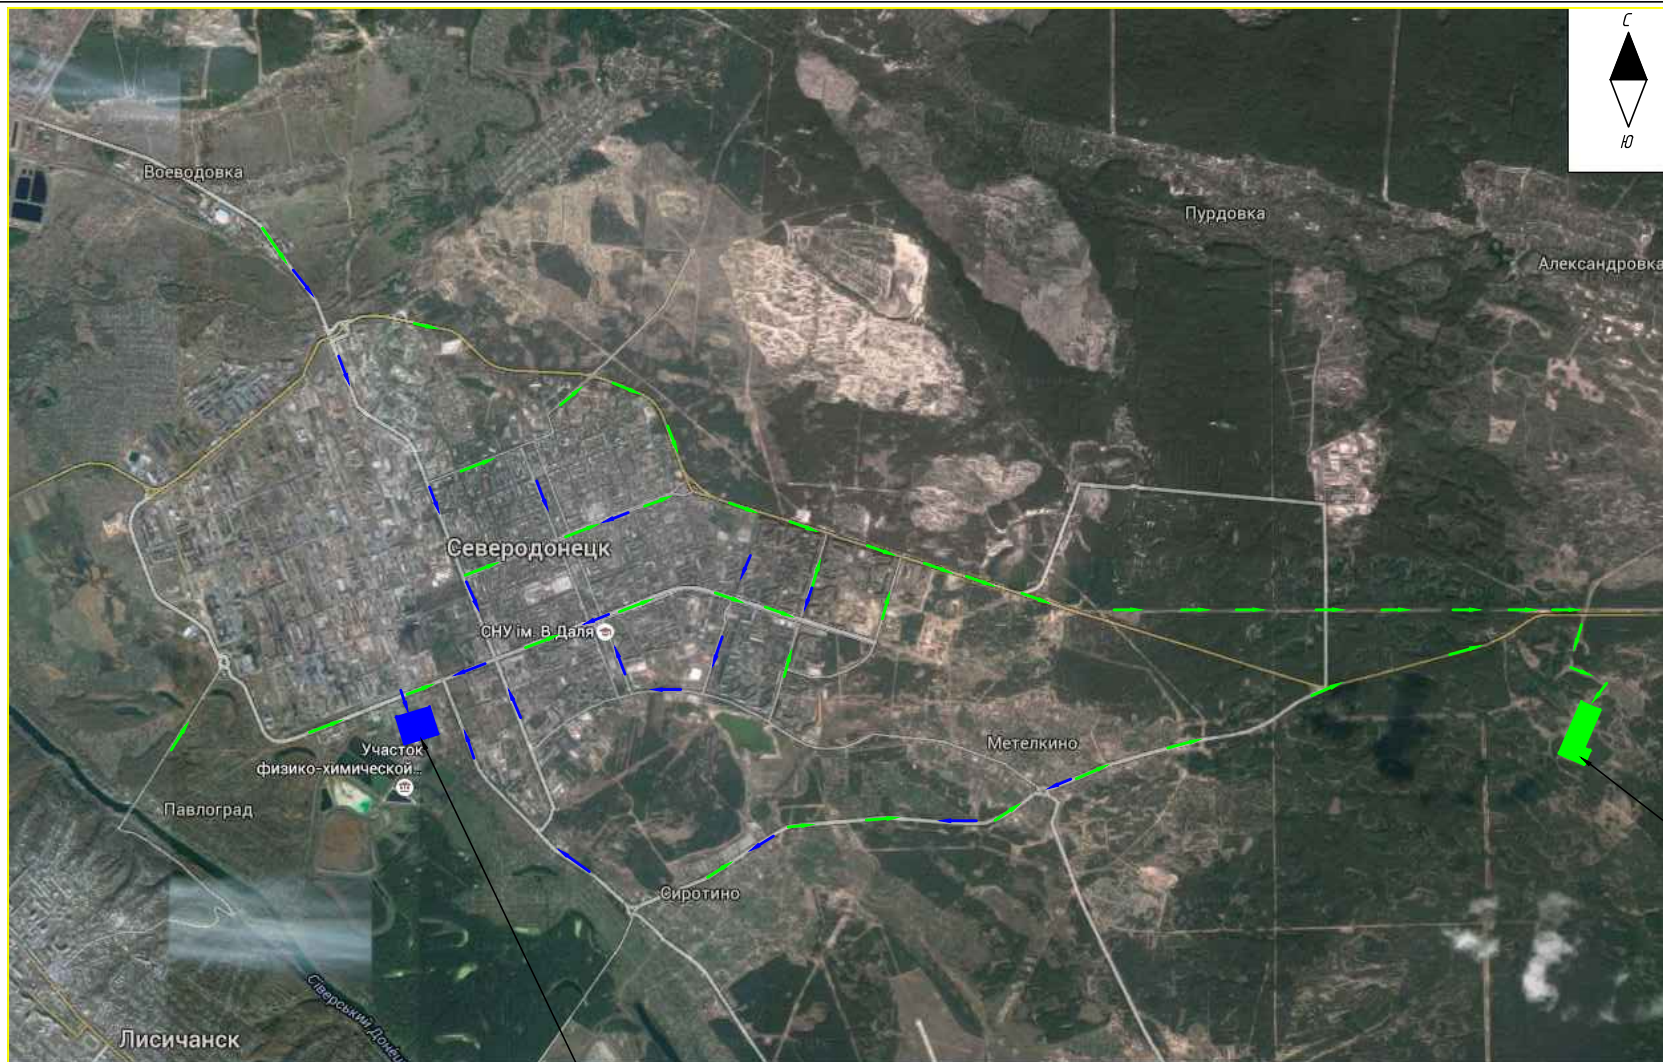 С
Ю
Воеводовка
Пурдовка
Александровка
Северодонецк
СНУ ім. В.Даля
Метелкино
Участок
физико-химической...
Павлоград
Сиротино
Сіверський Донець
Лисичанск